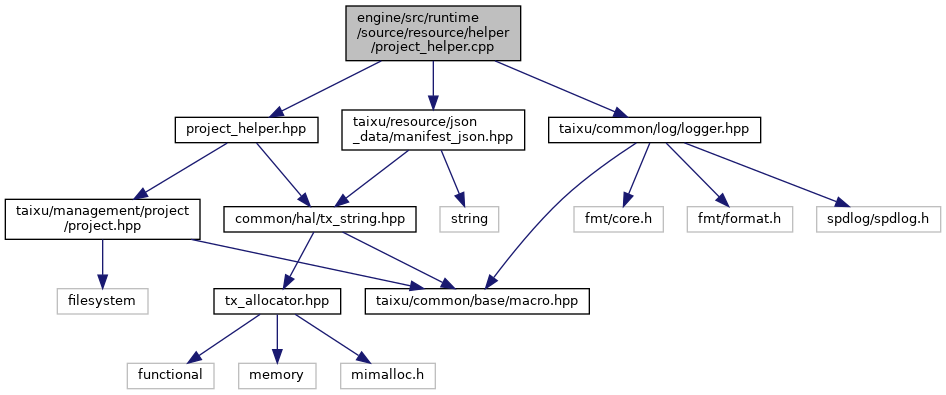 engine/src/runtime
/source/resource/helper
/project_helper.cpp
project_helper.hpp
taixu/resource/json
_data/manifest_json.hpp
taixu/common/log/logger.hpp
taixu/management/project
/project.hpp
common/hal/tx_string.hpp
string
fmt/core.h
fmt/format.h
spdlog/spdlog.h
filesystem
tx_allocator.hpp
taixu/common/base/macro.hpp
functional
memory
mimalloc.h